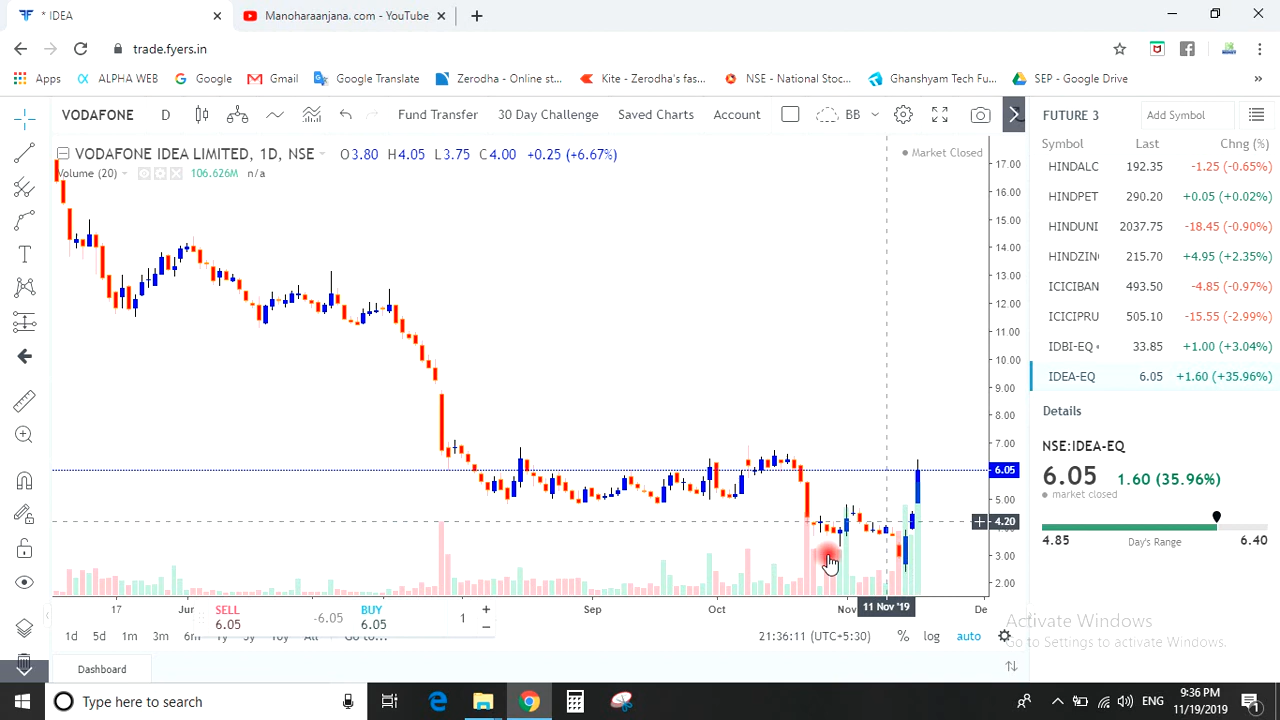 * IDEA
Manoharaanjana. com - YouTube
trade.fyers.in
Apps ALPHA WEB Google Gmail Google Translate Zerodha - Online st... Kite - Zerodha's fas... NSE - National Stoc... Ghanshyam Tech Fu... SEP - Google Drive »
VODAFONE D Fund Transfer 30 Day Challenge Saved Charts Account BB
FUTURE 3 Add Symbol
VODAFONE IDEA LIMITED, 1D, NSE O3.80 H4.05 L3.75 C4.00 +0.25 (+6.67%)
Market Closed
Volume (20) 106.626M n/a
Symbol Last Chng (%)
HINDALC 192.35 -1.25 (-0.65%)
HINDPET 290.20 +0.05 (+0.02%)
HINDUNI 2037.75 -18.45 (-0.90%)
HINDZIN 215.70 +4.95 (+2.35%)
ICICIBAN 493.50 -4.85 (-0.97%)
ICICIPRU 505.10 -15.55 (-2.99%)
IDBI-EQ 33.85 +1.00 (+3.04%)
IDEA-EQ 6.05 +1.60 (+35.96%)
Details
NSE:IDEA-EQ
6.05 1.60 (35.96%)
market closed
4.85 Day's Range 6.40
17.00
16.00
15.00
14.00
13.00
12.00
11.00
10.00
9.00
8.00
7.00
6.05
5.00
4.20
3.00
2.00
17 Jun Sep Oct Nov 11 Nov '19 De
SELL 6.05 -6.05 BUY 6.05 1
1d 5d 1m 3m 6m 1y 5y 10y All Go to...
21:36:11 (UTC+5:30) % log auto
Activate Windows
Go to Settings to activate Windows.
Dashboard
Type here to search
ENG
9:36 PM
11/19/2019
1